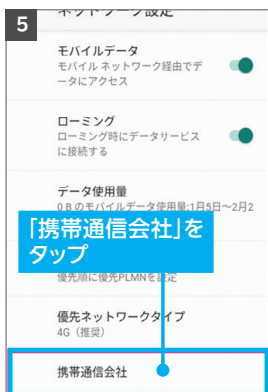 5
ネットワーク設定
モバイルデータ
モバイル ネットワーク経由でデ
ータにアクセス
ローミング
ローミング時にデータサービス
に接続する
データ使用量
0 B のモバイルデータ使用量:1月5日～2月2
「携帯通信会社」を
タップ
優先順に優先PLMNを設定
優先ネットワークタイプ
4G（推奨）
携帯通信会社